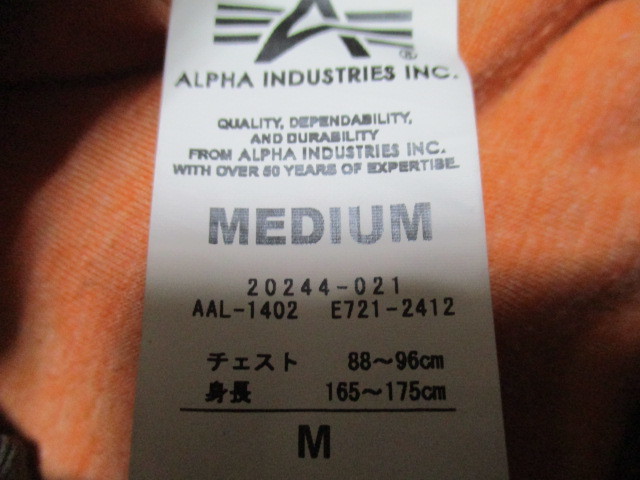 ALPHA INDUSTRIES INC.
QUALITY, DEPENDABILITY,
AND DURABILITY
FROM ALPHA INDUSTRIES INC.
WITH OVER 50 YEARS OF EXPERTISE.
MEDIUM
20244-021
AAL-1402 E721-2412
チェスト 88～96cm
身長 165～175cm
M